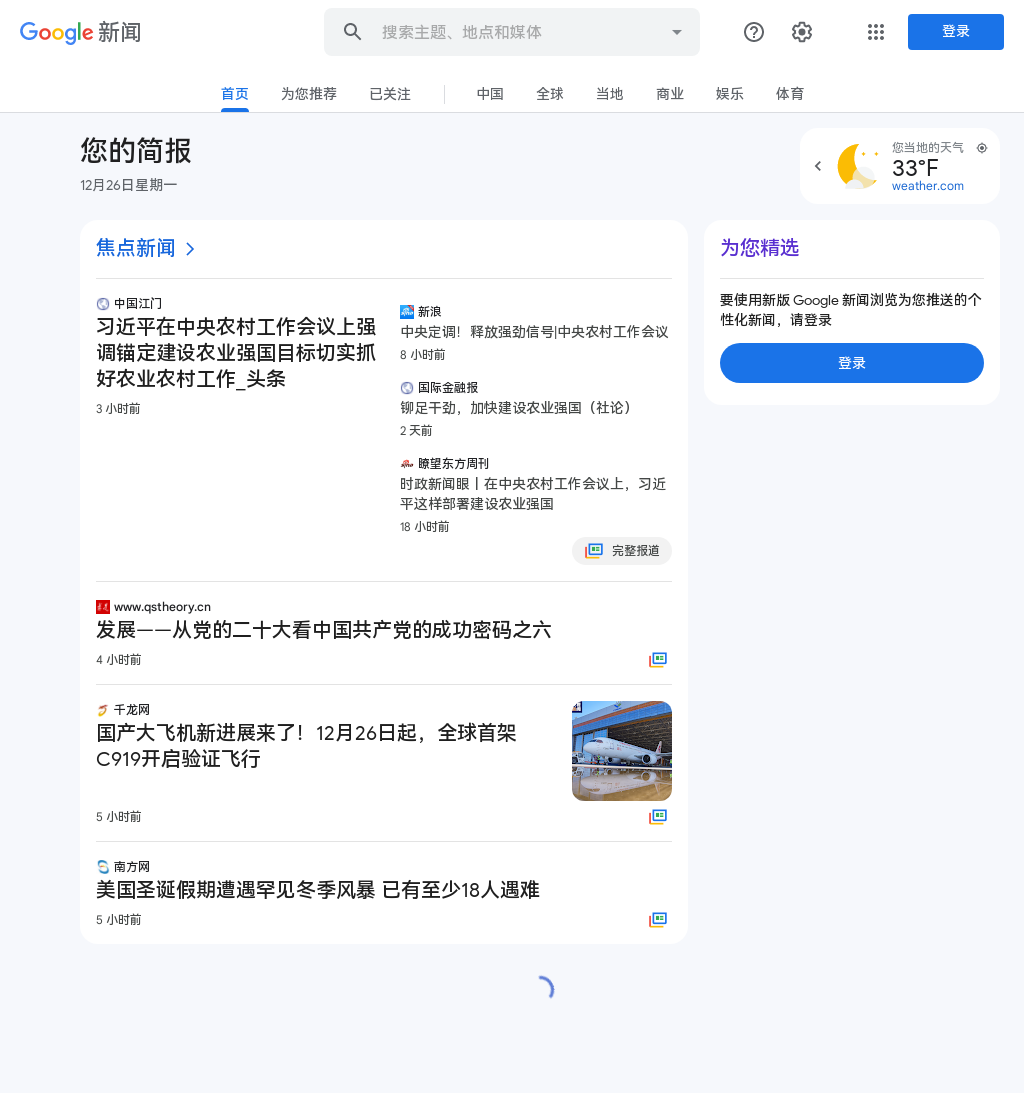 Google 新闻
搜索主题、地点和媒体
登录
首页 为您推荐 已关注 中国 全球 当地 商业 娱乐 体育
您的简报
12月26日星期一
您当地的天气
33°F
weather.com
焦点新闻
中国江门
习近平在中央农村工作会议上强
调锚定建设农业强国目标切实抓
好农业农村工作_头条
3 小时前
新浪
中央定调！释放强劲信号|中央农村工作会议
8 小时前
国际金融报
铆足干劲，加快建设农业强国（社论）
2 天前
瞭望东方周刊
时政新闻眼丨在中央农村工作会议上，习近
平这样部署建设农业强国
18 小时前
完整报道
www.qstheory.cn
发展——从党的二十大看中国共产党的成功密码之六
4 小时前
千龙网
国产大飞机新进展来了！12月26日起，全球首架
C919开启验证飞行
5 小时前
南方网
美国圣诞假期遭遇罕见冬季风暴 已有至少18人遇难
5 小时前
为您精选
要使用新版 Google 新闻浏览为您推送的个
性化新闻，请登录
登录